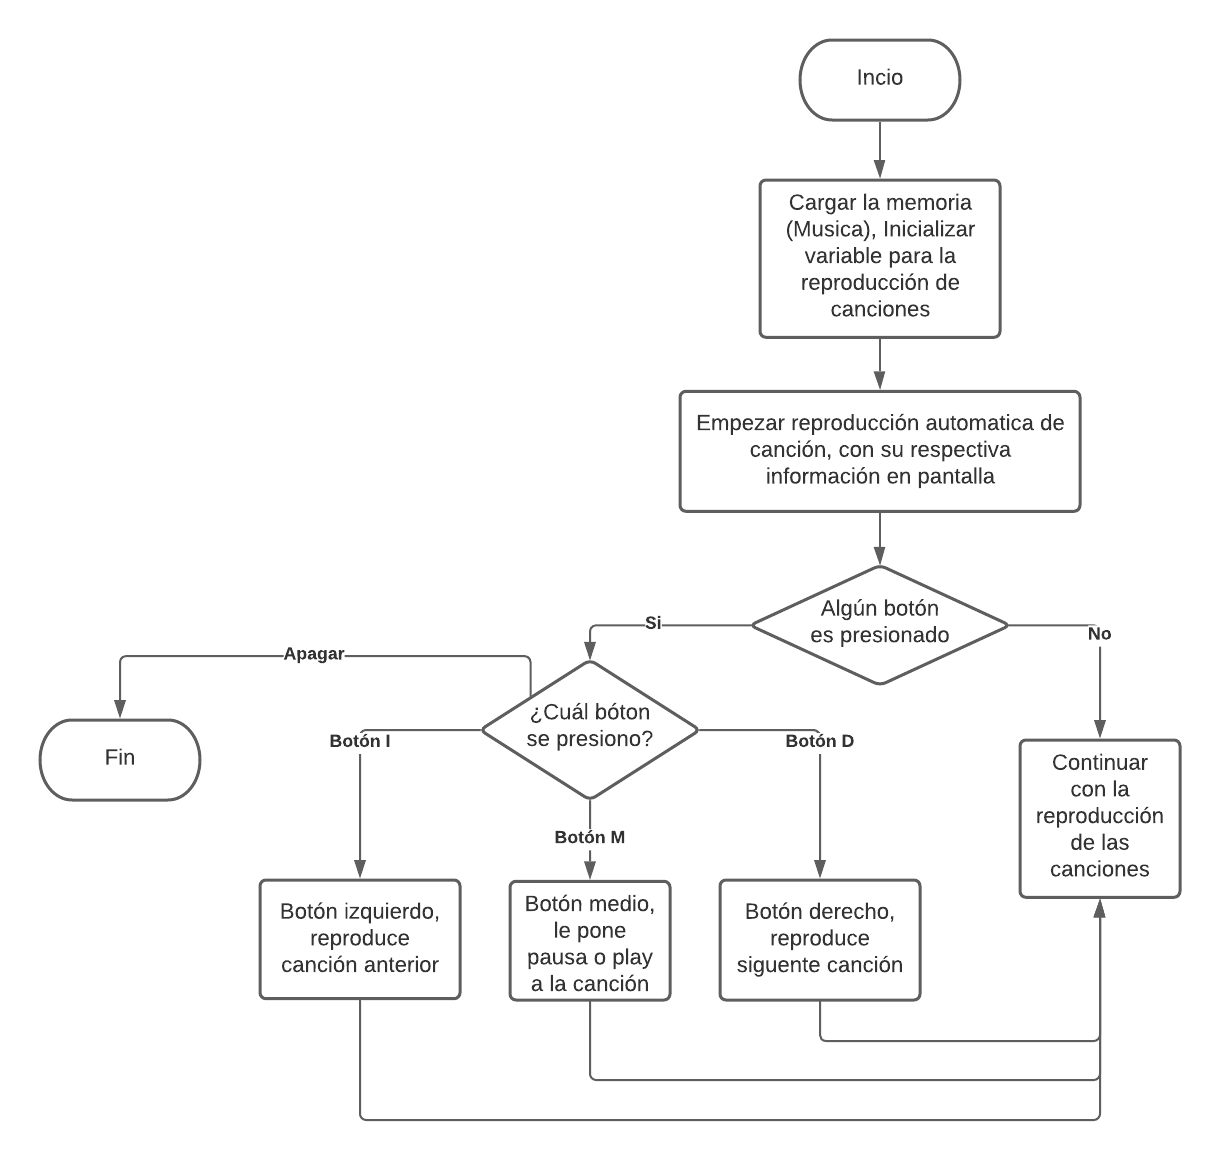 Incio
Cargar la memoria
(Musica), Inicializar
variable para la
reproducción de
canciones
Empezar reproducción automatica de
canción, con su respectiva
información en pantalla
Algún botón
es presionado
Si
No
Apagar
¿Cuál bóton
se presiono?
Fin
Botón I
Botón D
Botón M
Continuar
con la
reproducción
de las
canciones
Botón izquierdo,
reproduce
canción anterior
Botón medio,
le pone
pausa o play
a la canción
Botón derecho,
reproduce
siguente canción